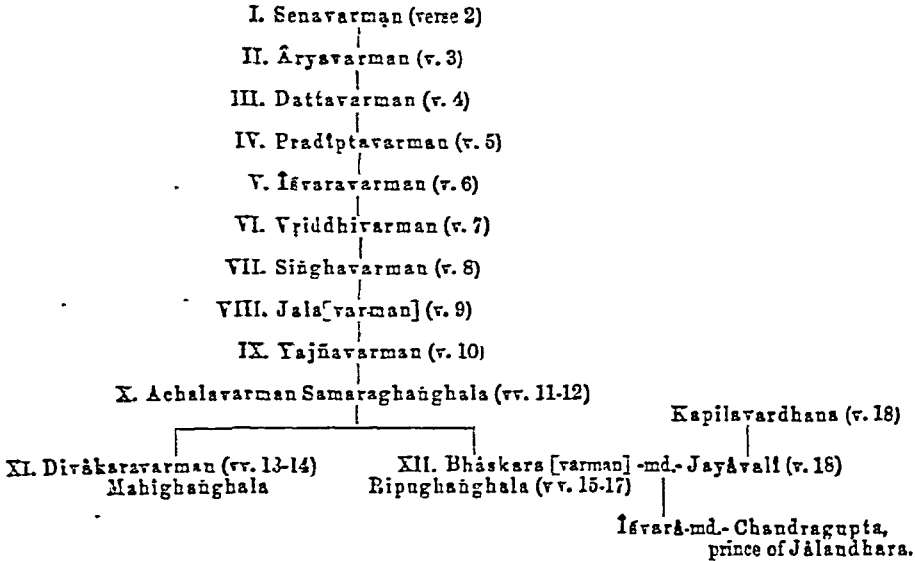 I. Senavarmaṇ (verse 2)
II. Âryavarman (v. 3)
III. Dattavarman (v. 4)
IV. Pradîptavarman (v. 5)
V. Îśvaravarman (v. 6)
VI. Vṛiddhivarman (v. 7)
VII. Siṅghavarman (v. 8)
VIII. Jala[varman] (v. 9)
IX. Yajñavarman (v. 10)
X. Achalavarman Samaraghaṅghala (vv. 11-12)
Kapilavardhana (v. 18)
XI. Divâkaravarman (vv. 13-14) XII. Bhâskara [varman] -md.- Jayâvalî (v. 18)
Mahîghaṅghala Ripughaṅghala (v v. 15-17)
Îśvarâ-md.- Chandragupta,
prince of Jâlandhara.